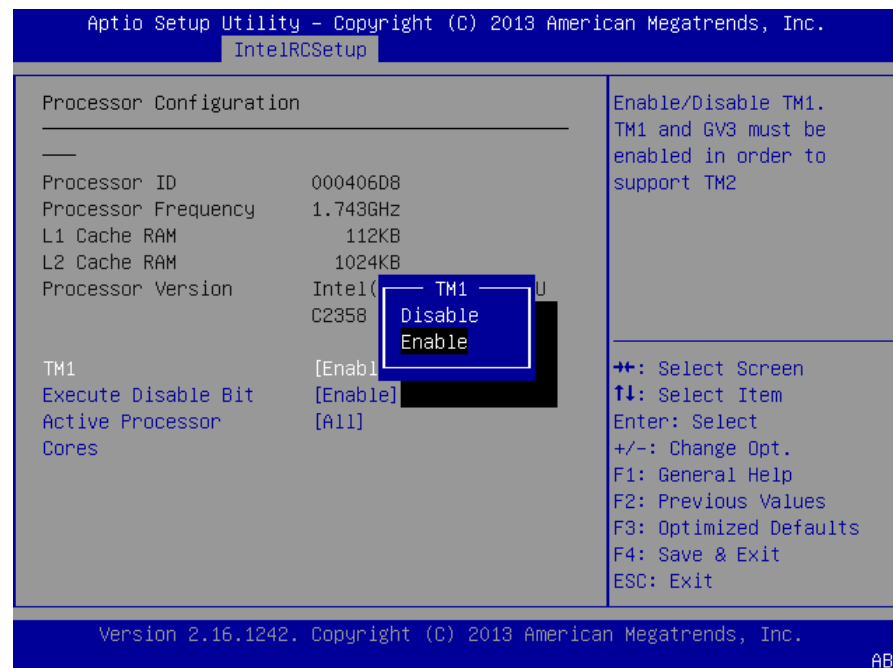 Aptio Setup Utility – Copyright (C) 2013 American Megatrends, Inc.
IntelRCSetup
Processor Configuration
Processor ID 000406D8
Processor Frequency 1.743GHz
L1 Cache RAM 112KB
L2 Cache RAM 1024KB
Processor Version Intel( U
C2358
TM1 [Enabl
Execute Disable Bit [Enable]
Active Processor [All]
Cores
TM1
Disable
Enable
Enable/Disable TM1.
TM1 and GV3 must be
enabled in order to
support TM2
→←: Select Screen
↑↓: Select Item
Enter: Select
+/-: Change Opt.
F1: General Help
F2: Previous Values
F3: Optimized Defaults
F4: Save & Exit
ESC: Exit
Version 2.16.1242. Copyright (C) 2013 American Megatrends, Inc.
AB